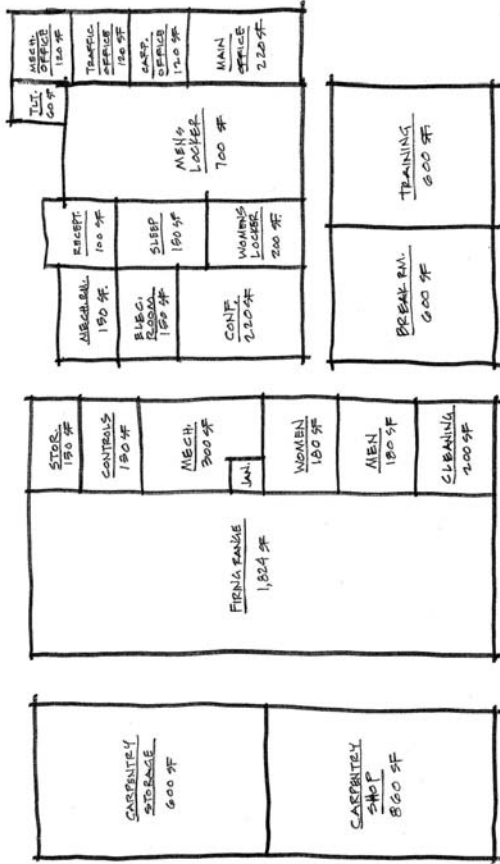 CARPENTRY
STORAGE
600 SF
CARPENTRY
SHOP
860 SF
FIRING RANGE
1,824 SF
STOR.
150 SF
CONTROLS
150 SF
MECH.
300 SF
JAN.
WOMEN
180 SF
MEN
180 SF
CLEANING
200 SF
MECH. RM.
150 SF.
ELEC.
ROOM
150 SF
CONF.
220 SF
RECEPT.
100 SF
SLEEP
150 SF
WOMENS
LOCKER
200 SF.
MENS
LOCKER
700 SF
TLT.
60 SF
MECH.
OFFICE
120 SF
TRAFFIC
OFFICE
120 SF
CARP.
OFFICE
120 SF
MAIN
OFFICE
220 SF
BREAK RM.
600 SF
TRAINING
600 SF.